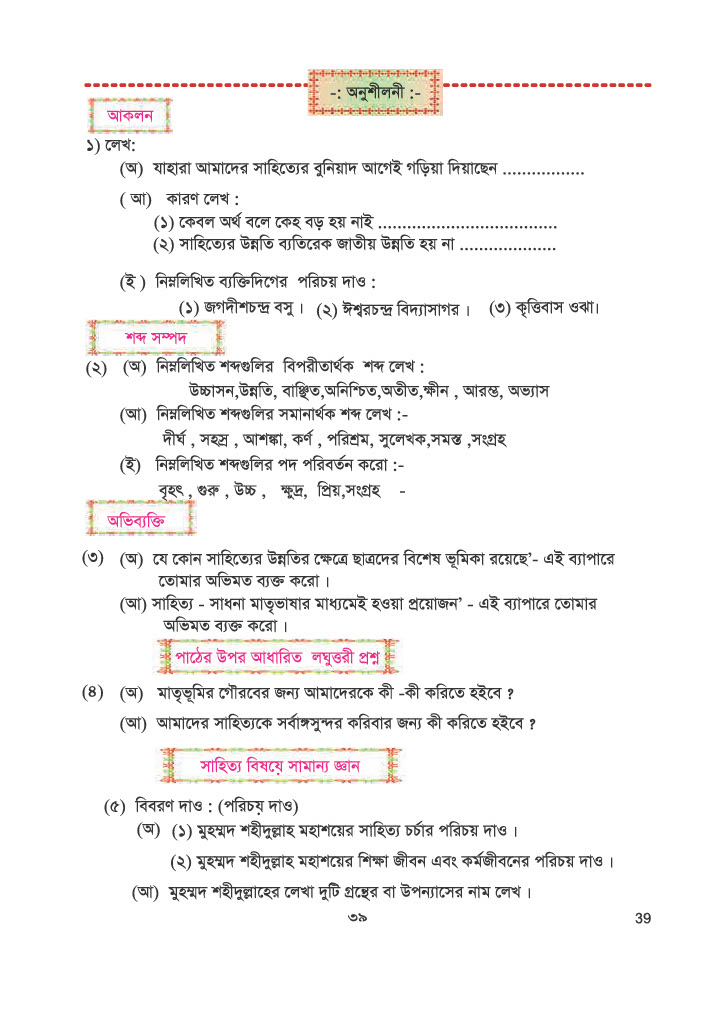 -: অনুশীলনী :-
আকলন
১) লেখ:
(অ) যাহারা আমাদের সাহিত্যের বুনিয়াদ আগেই গড়িয়া দিয়াছেন .................
( আ) কারণ লেখ :
(১) কেবল অর্থ বলে কেহ বড় হয় নাই .....................................
(২) সাহিত্যের উন্নতি ব্যতিরেক জাতীয় উন্নতি হয় না ....................
(ই ) নিম্নলিখিত ব্যক্তিদিগের পরিচয় দাও :
(১) জগদীশচন্দ্র বসু । (২) ঈশ্বরচন্দ্র বিদ্যাসাগর । (৩) কৃত্তিবাস ওঝা।
শব্দ সম্পদ
(২) (অ) নিম্নলিখিত শব্দগুলির বিপরীতার্থক শব্দ লেখ :
উচ্চাসন,উন্নতি, বাঞ্ছিত,অনিশ্চিত,অতীত,ক্ষীন , আরম্ভ, অভ্যাস
(আ) নিম্নলিখিত শব্দগুলির সমানার্থক শব্দ লেখ :-
দীর্ঘ , সহস্র , আশঙ্কা, কর্ণ , পরিশ্রম, সুলেখক,সমস্ত ,সংগ্রহ
(ই) নিম্নলিখিত শব্দগুলির পদ পরিবর্তন করো :-
বৃহৎ , গুরু , উচ্চ , ক্ষুদ্র, প্রিয়,সংগ্রহ -
অভিব্যক্তি
(৩) (অ) যে কোন সাহিত্যের উন্নতির ক্ষেত্রে ছাত্রদের বিশেষ ভূমিকা রয়েছে’- এই ব্যাপারে
তোমার অভিমত ব্যক্ত করো ।
(আ) সাহিত্য - সাধনা মাতৃভাষার মাধ্যমেই হওয়া প্রয়োজন’ - এই ব্যাপারে তোমার
অভিমত ব্যক্ত করো ।
পাঠের উপর আধারিত লঘুত্তরী প্রশ্ন
(৪) (অ) মাতৃভূমির গৌরবের জন্য আমাদেরকে কী -কী করিতে হইবে ?
(আ) আমাদের সাহিত্যকে সর্বাঙ্গসুন্দর করিবার জন্য কী করিতে হইবে ?
সাহিত্য বিষয়ে সামান্য জ্ঞান
(৫) বিবরণ দাও : (পরিচয় দাও)
(অ) (১) মুহম্মদ শহীদুল্লাহ মহাশয়ের সাহিত্য চর্চার পরিচয় দাও ।
(২) মুহম্মদ শহীদুল্লাহ মহাশয়ের শিক্ষা জীবন এবং কর্মজীবনের পরিচয় দাও ।
(আ) মুহম্মদ শহীদুল্লাহের লেখা দুটি গ্রন্থের বা উপন্যাসের নাম লেখ ।
৩৯ 39